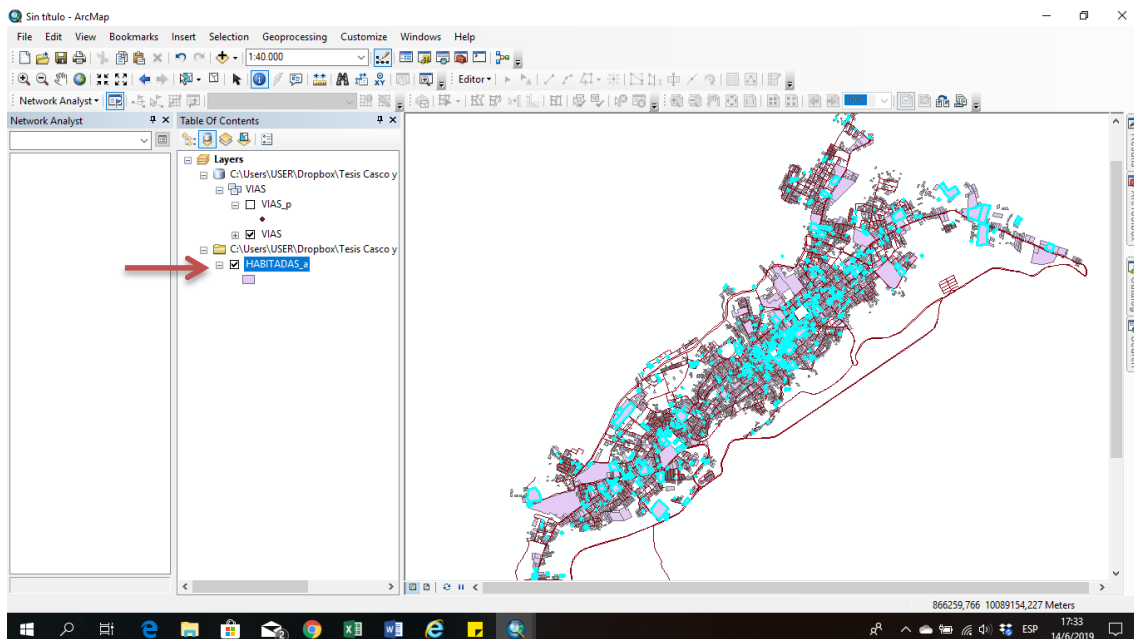 Sin título - ArcMap
File Edit View Bookmarks Insert Selection Geoprocessing Customize Windows Help
1:40.000
Editor
Network Analyst
Network Analyst
Table Of Contents
Layers
C:\Users\USER\Dropbox\Tesis Casco y
VIAS
VIAS_p
VIAS
C:\Users\USER\Dropbox\Tesis Casco y
HABITADAS_a
866259,766 10089154,227 Meters
ESP
17:33
14/6/2019